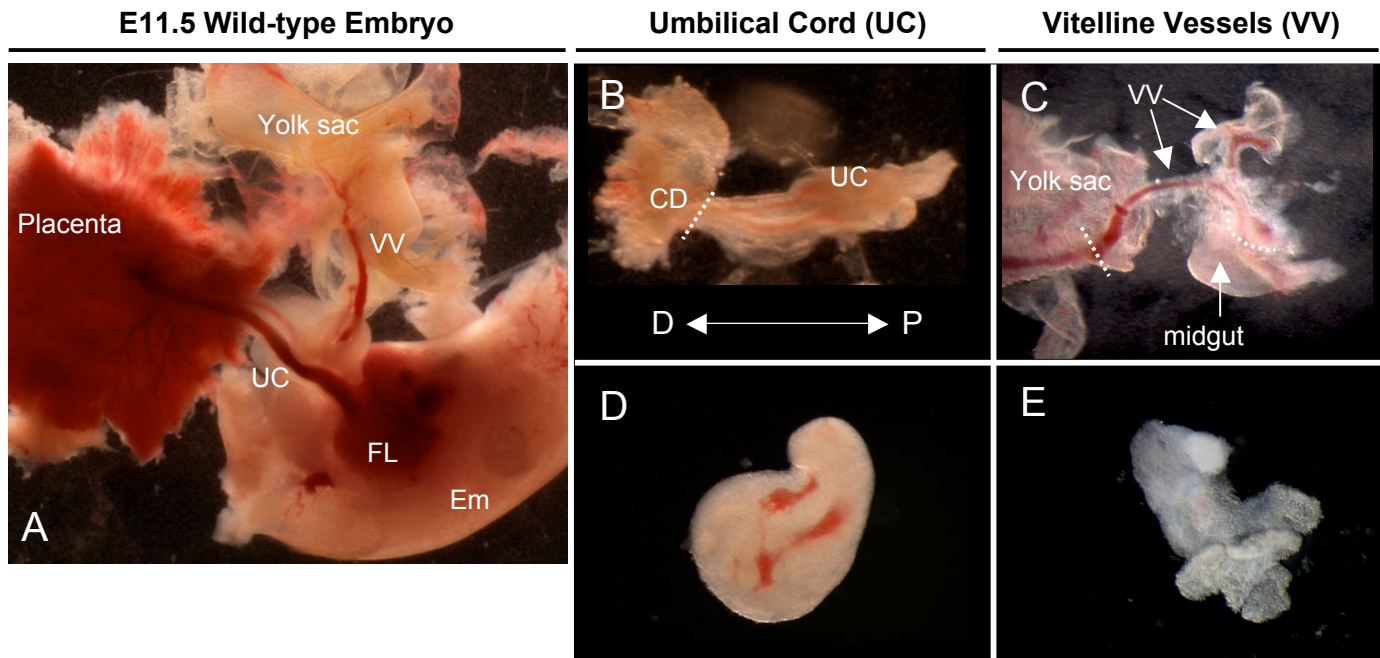 E11.5 Wild-type Embryo
Umbilical Cord (UC)
Vitelline Vessels (VV)
Yolk sac
Placenta
VV
UC
FL
Em
A
B
CD
UC
D P
C
VV
Yolk sac
midgut
D
E